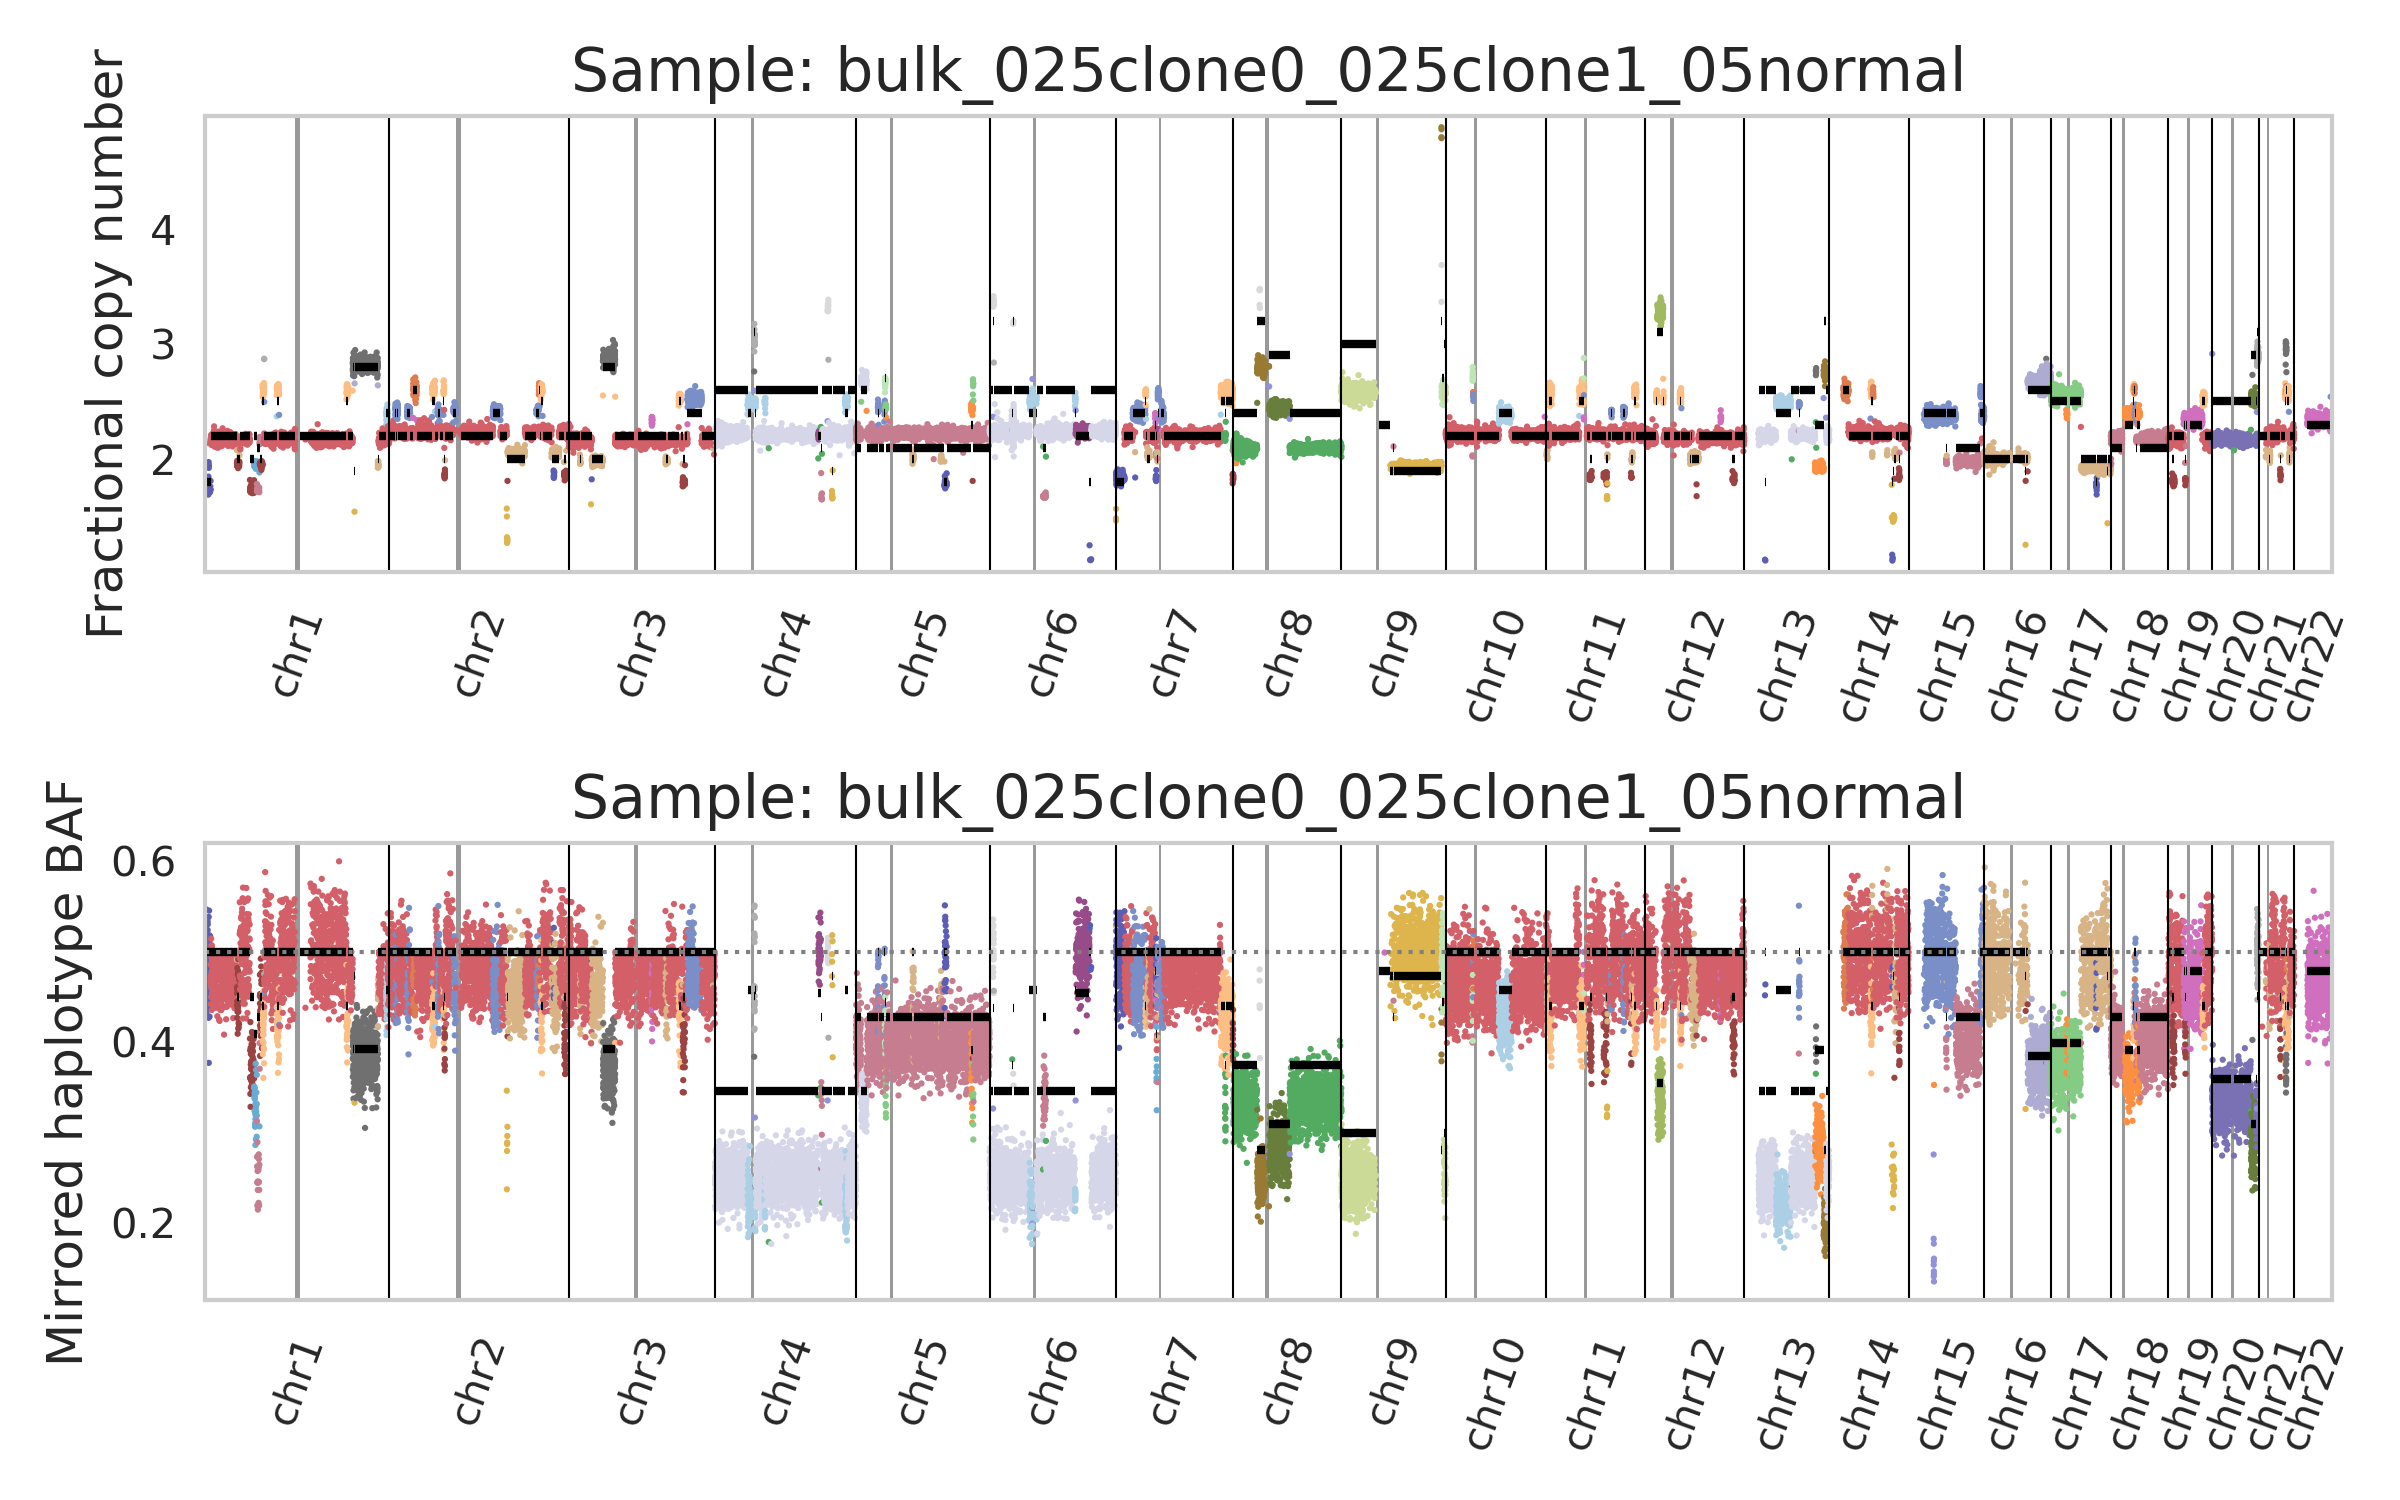 Sample: bulk_025clone0_025clone1_05normal
Fractional copy number
4
3
2
chr1 chr2 chr3 chr4 chr5 chr6 chr7 chr8 chr9 chr10 chr11 chr12 chr13 chr14 chr15 chr16 chr17 chr18 chr19 chr20 chr21 chr22
Sample: bulk_025clone0_025clone1_05normal
Mirrored haplotype BAF
0.6
0.4
0.2
chr1 chr2 chr3 chr4 chr5 chr6 chr7 chr8 chr9 chr10 chr11 chr12 chr13 chr14 chr15 chr16 chr17 chr18 chr19 chr20 chr21 chr22